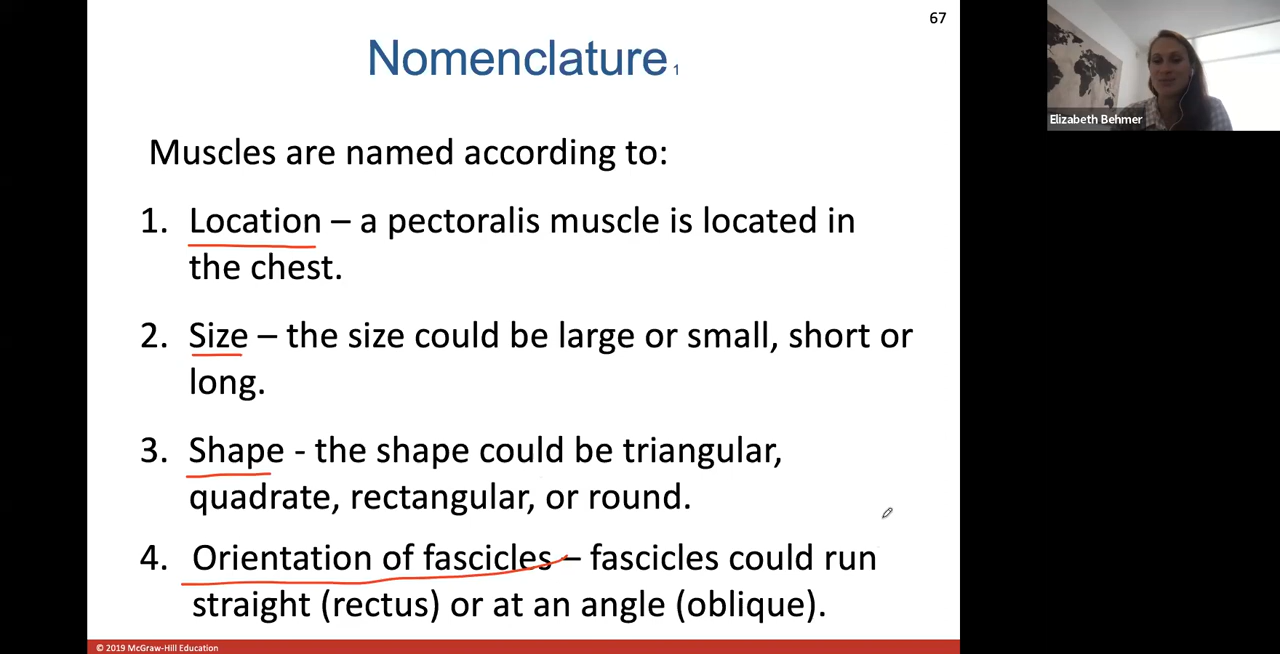 67
Nomenclature 1
Elizabeth Behmer
Muscles are named according to:
1. Location – a pectoralis muscle is located in
the chest.
2. Size – the size could be large or small, short or
long.
3. Shape - the shape could be triangular,
quadrate, rectangular, or round.
4. Orientation of fascicles – fascicles could run
straight (rectus) or at an angle (oblique).
© 2019 McGraw-Hill Education